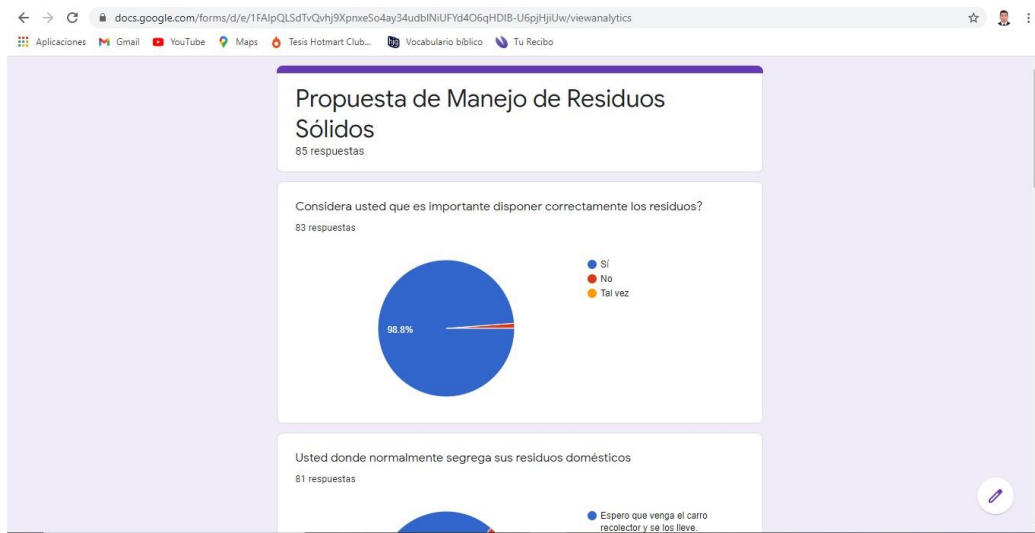 docs.google.com/forms/d/e/1FAIpQLSdTvQvhj9XpnxeSo4ay34udbINiUFYd4O6qHDIB-U6pjHjiUw/viewanalytics
Aplicaciones Gmail YouTube Maps Tesis Hotmart Club... Vocabulario bíblico Tu Recibo
Propuesta de Manejo de Residuos
Sólidos
85 respuestas
Considera usted que es importante disponer correctamente los residuos?
83 respuestas
Sí
No
Tal vez
98.8%
Usted donde normalmente segrega sus residuos domésticos
81 respuestas
Espero que venga el carro
recolector y se los lleve.